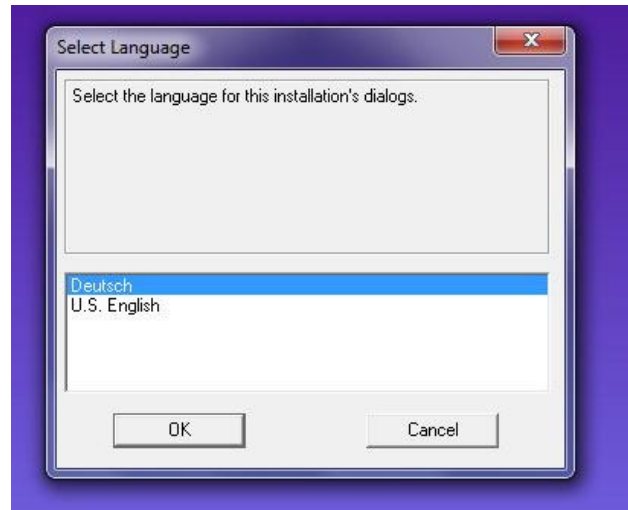 Select Language
Select the language for this installation's dialogs.
Deutsch
U.S. English
OK
Cancel